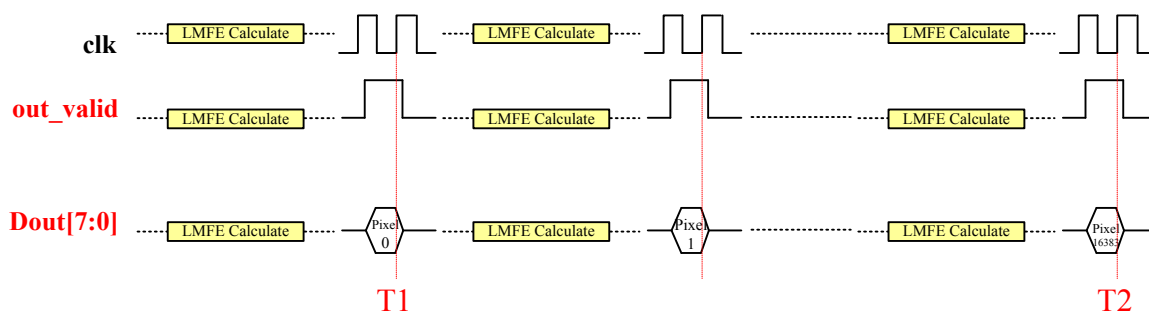 clk LMFE Calculate LMFE Calculate LMFE Calculate
out_valid LMFE Calculate LMFE Calculate LMFE Calculate
Dout[7:0] LMFE Calculate Pixel 0 LMFE Calculate Pixel 1 LMFE Calculate Pixel 16383
T1 T2